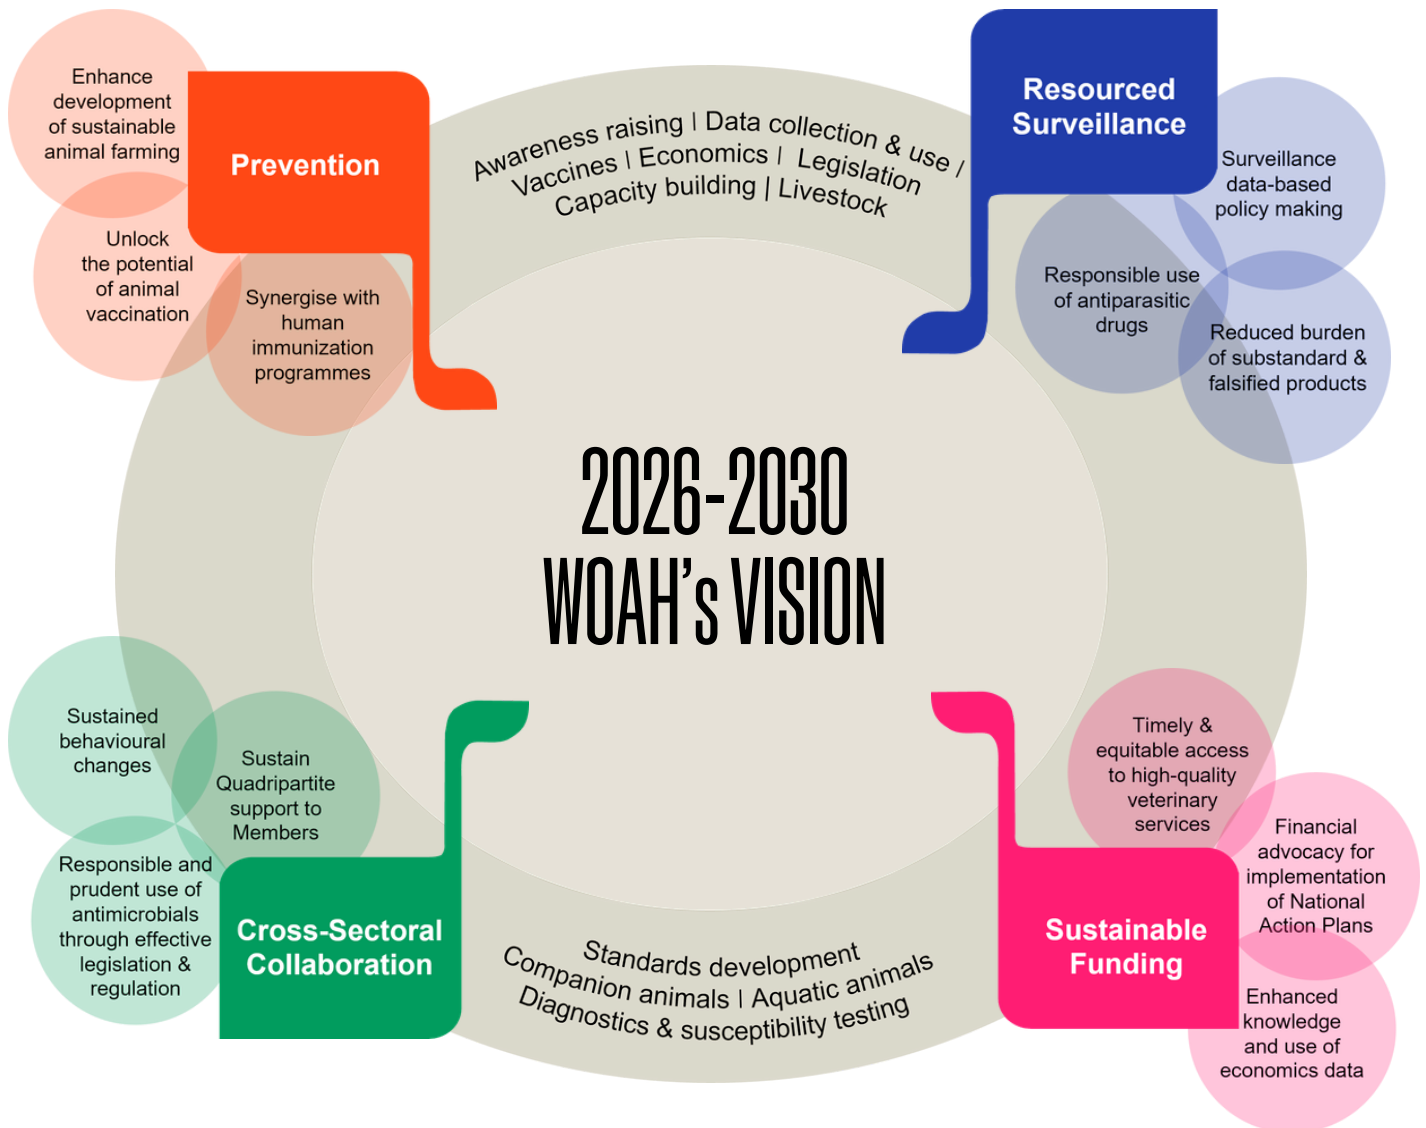 Enhance
development
of sustainable
animal farming
Prevention
Unlock
the potential
of animal
vaccination
Synergise with
human
immunization
programmes
Awareness raising | Data collection & use |
Vaccines | Economics | Legislation
Capacity building | Livestock
Resourced
Surveillance
Surveillance
data-based
policy making
Responsible use
of antiparasitic
drugs
Reduced burden
of substandard &
falsified products
2026-2030
WOAH's VISION
Sustained
behavioural
changes
Sustain
Quadripartite
support to
Members
Responsible and
prudent use of
antimicrobials
through effective
legislation &
regulation
Cross-Sectoral
Collaboration
Standards development
Companion animals | Aquatic animals
Diagnostics & susceptibility testing
Timely &
equitable access
to high-quality
veterinary
services
Financial
advocacy for
implementation
of National
Action Plans
Sustainable
Funding
Enhanced
knowledge
and use of
economics data